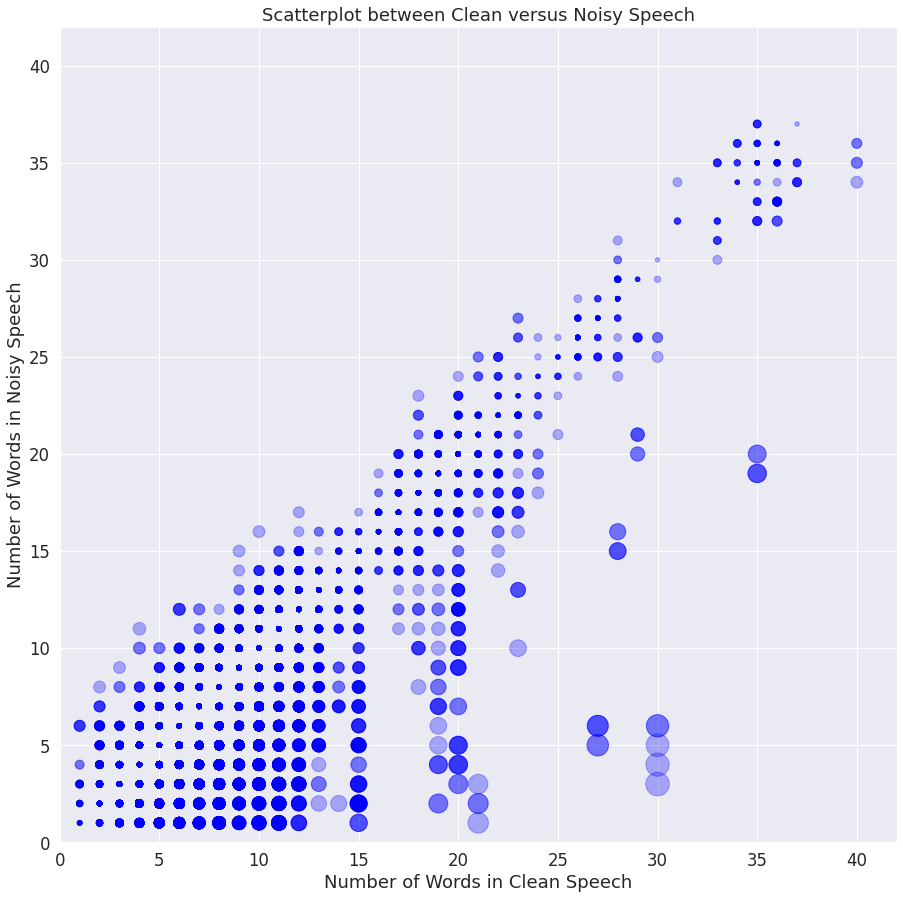 Scatterplot between Clean versus Noisy Speech
40
35
30
25
20
15
10
5
0
Number of Words in Noisy Speech
0 5 10 15 20 25 30 35 40
Number of Words in Clean Speech